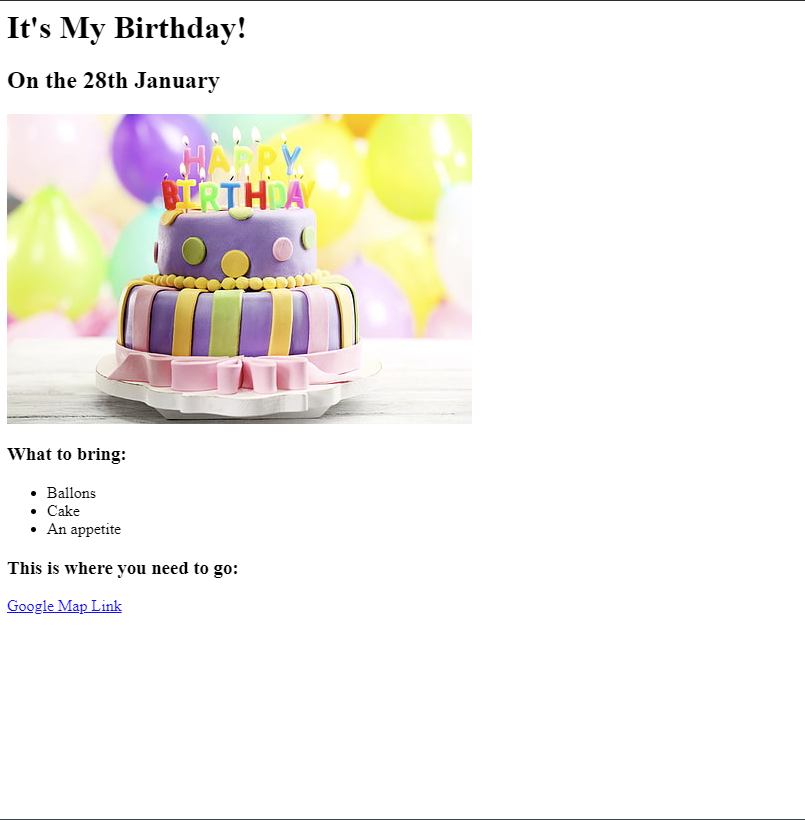 It's My Birthday!
On the 28th January
HAPPY
BIRTHDAY
What to bring:
Ballons
Cake
An appetite
This is where you need to go:
Google Map Link